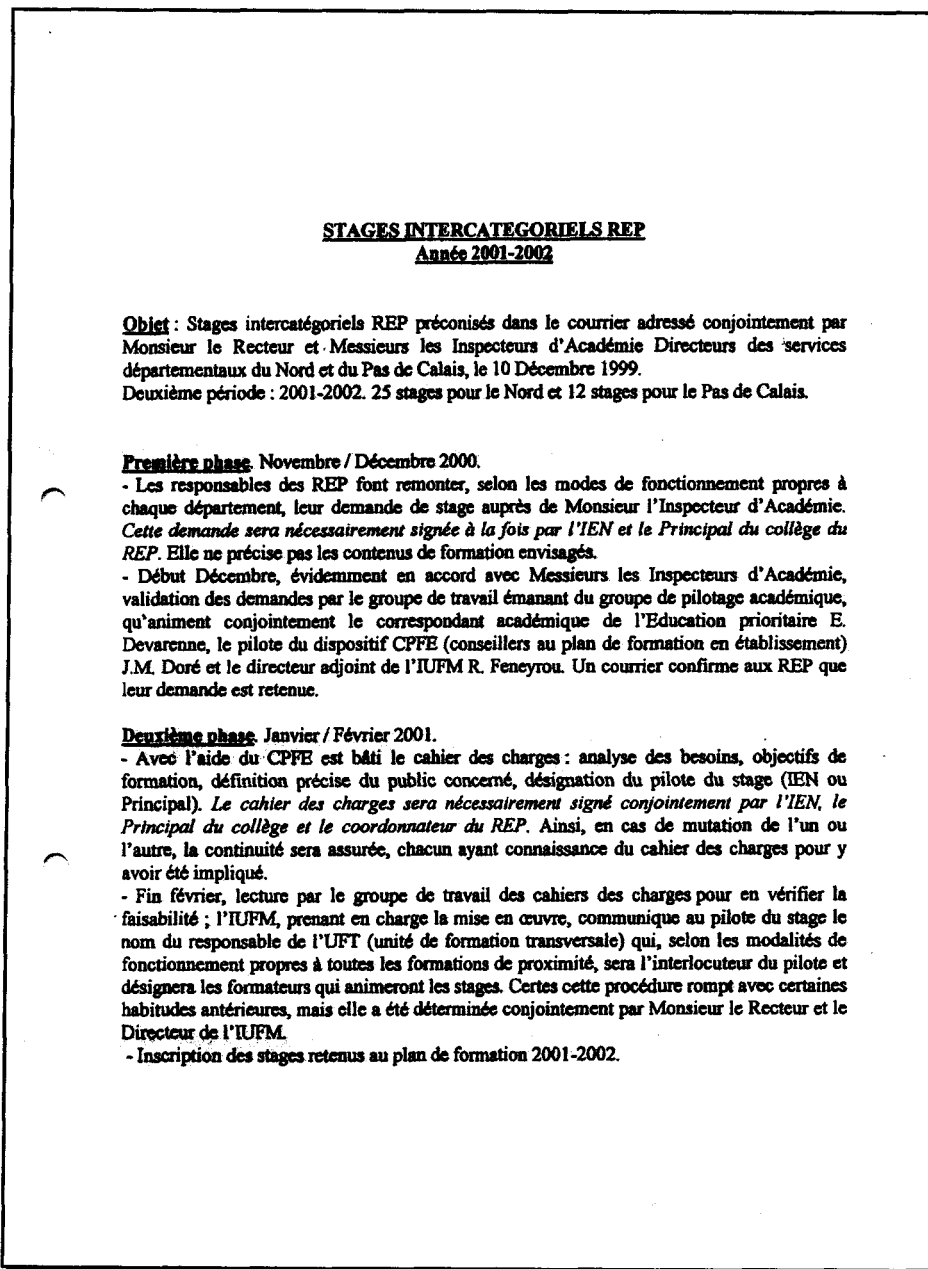 STAGES INTERCATEGORIELS REP
Année 2001-2002
Objet : Stages intercatégoriels REP préconisés dans le courrier adressé conjointement par
Monsieur le Recteur et Messieurs les Inspecteurs d'Académie Directeurs des services
départementaux du Nord et du Pas de Calais, le 10 Décembre 1999.
Deuxième période : 2001-2002. 25 stages pour le Nord et 12 stages pour le Pas de Calais.
Première phase. Novembre / Décembre 2000.
- Les responsables des REP font remonter, selon les modes de fonctionnement propres à
chaque département, leur demande de stage auprès de Monsieur l'Inspecteur d'Académie.
Cette demande sera nécessairement signée à la fois par l'IEN et le Principal du collège du
REP. Elle ne précise pas les contenus de formation envisagés.
- Début Décembre, évidemment en accord avec Messieurs les Inspecteurs d'Académie,
validation des demandes par le groupe de travail émanant du groupe de pilotage académique,
qu'animent conjointement le correspondant académique de l'Education prioritaire E.
Devarenne, le pilote du dispositif CPFE (conseillers au plan de formation en établissement)
J.M. Doré et le directeur adjoint de l'IUFM R. Feneyrou. Un courrier confirme aux REP que
leur demande est retenue.
Deuxième phase. Janvier / Février 2001.
- Avec l'aide du CPFE est bâti le cahier des charges : analyse des besoins, objectifs de
formation, définition précise du public concerné, désignation du pilote du stage (IEN ou
Principal). Le cahier des charges sera nécessairement signé conjointement par l'IEN, le
Principal du collège et le coordonnateur du REP. Ainsi, en cas de mutation de l'un ou
l'autre, la continuité sera assurée, chacun ayant connaissance du cahier des charges pour y
avoir été impliqué.
- Fin février, lecture par le groupe de travail des cahiers des charges pour en vérifier la
faisabilité ; l'IUFM, prenant en charge la mise en œuvre, communique au pilote du stage le
nom du responsable de l'UFT (unité de formation transversale) qui, selon les modalités de
fonctionnement propres à toutes les formations de proximité, sera l'interlocuteur du pilote et
désignera les formateurs qui animeront les stages. Certes cette procédure rompt avec certaines
habitudes antérieures, mais elle a été déterminée conjointement par Monsieur le Recteur et le
Directeur de l'IUFM.
- Inscription des stages retenus au plan de formation 2001-2002.